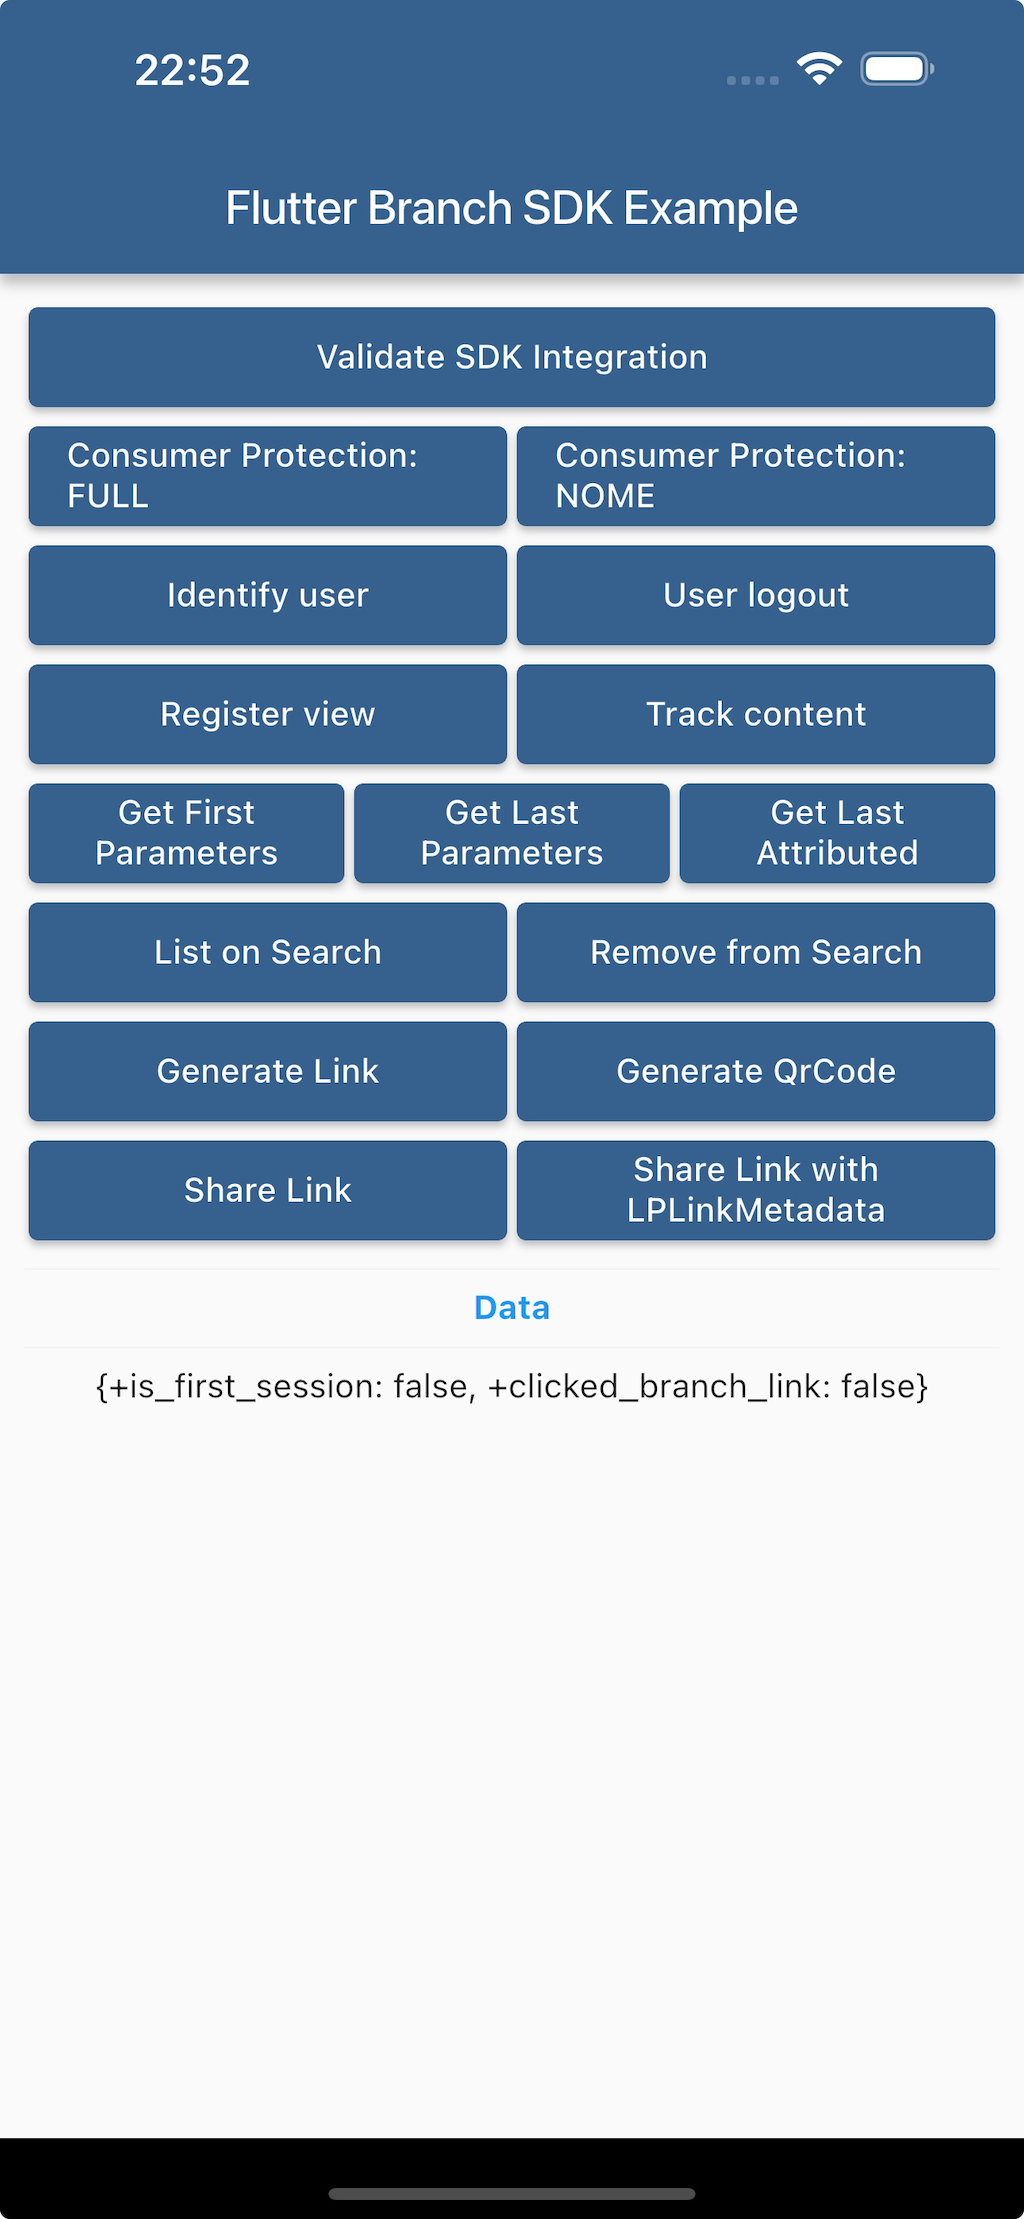 22:52
Flutter Branch SDK Example
Validate SDK Integration
Consumer Protection:
FULL
Consumer Protection:
NOME
Identify user
User logout
Register view
Track content
Get First
Parameters
Get Last
Parameters
Get Last
Attributed
List on Search
Remove from Search
Generate Link
Generate QrCode
Share Link
Share Link with
LPLinkMetadata
Data
{+is_first_session: false, +clicked_branch_link: false}